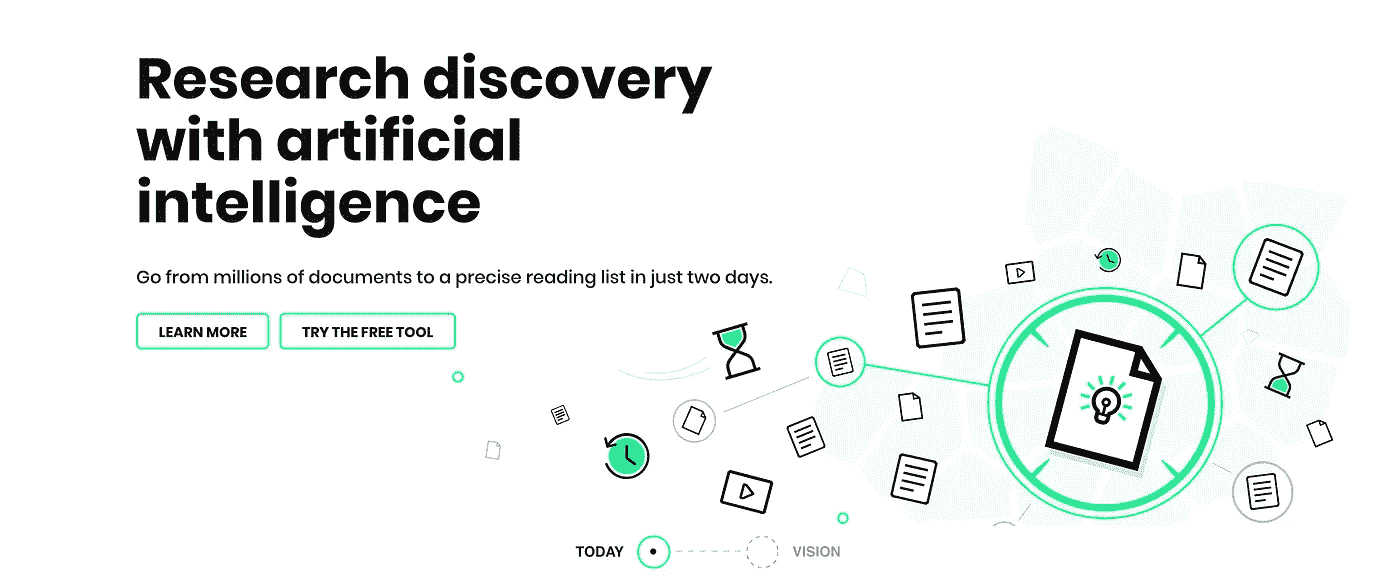 Research discovery
with artificial
intelligence
Go from millions of documents to a precise reading list in just two days.
LEARN MORE
TRY THE FREE TOOL
TODAY
VISION